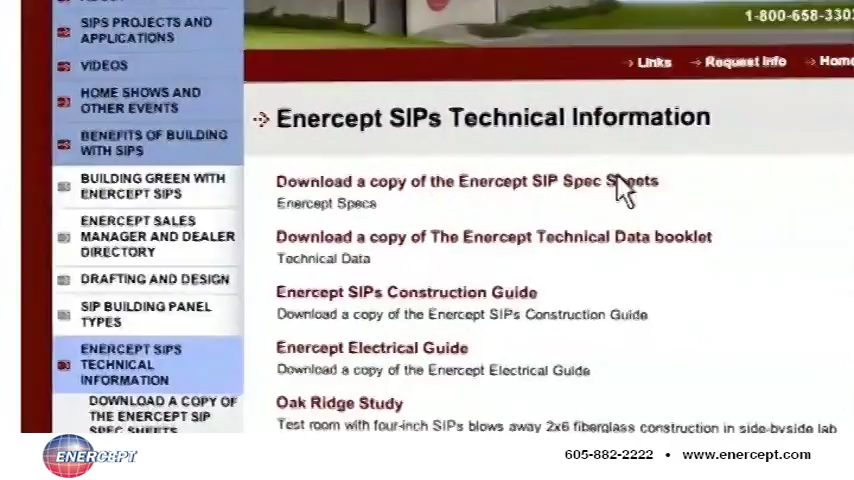 SIPS PROJECTS AND
APPLICATIONS
VIDEOS
HOME SHOWS AND
OTHER EVENTS
BENEFITS OF BUILDING
WITH SIPS
BUILDING GREEN WITH
ENERCEPT SIPS
ENERCEPT SALES
MANAGER AND DEALER
DIRECTORY
DRAFTING AND DESIGN
SIP BUILDING PANEL
TYPES
ENERCEPT SIPS
TECHNICAL
INFORMATION
DOWNLOAD A COPY OF
THE ENERCEPT SIP
SPEC SHEETS
1-800-658-330
Links Request Info Home
Enercept SIPs Technical Information
Download a copy of the Enercept SIP Spec Sheets
Enercept Specs
Download a copy of The Enercept Technical Data booklet
Technical Data
Enercept SIPs Construction Guide
Download a copy of the Enercept SIPs Construction Guide
Enercept Electrical Guide
Download a copy of the Enercept Electrical Guide
Oak Ridge Study
Test room with four-inch SIPs blows away 2x6 fiberglass construction in side-byside lab
ENERCEPT
605-882-2222 • www.enercept.com